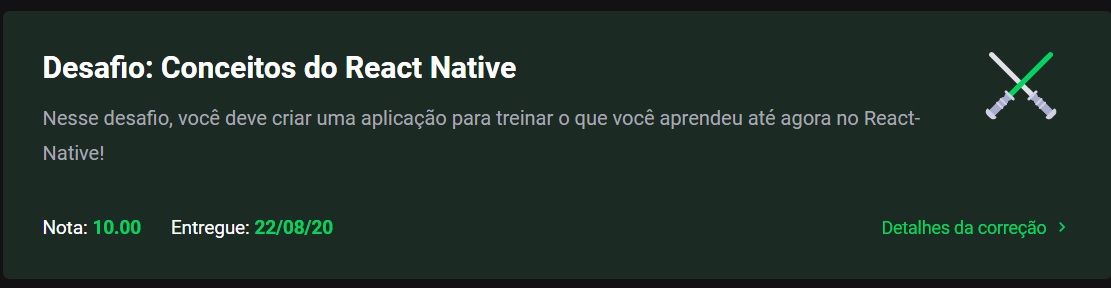 Desafio: Conceitos do React Native
Nesse desafio, você deve criar uma aplicação para treinar o que você aprendeu até agora no React-
Native!
Nota: 10.00 Entregue: 22/08/20 Detalhes da correção >